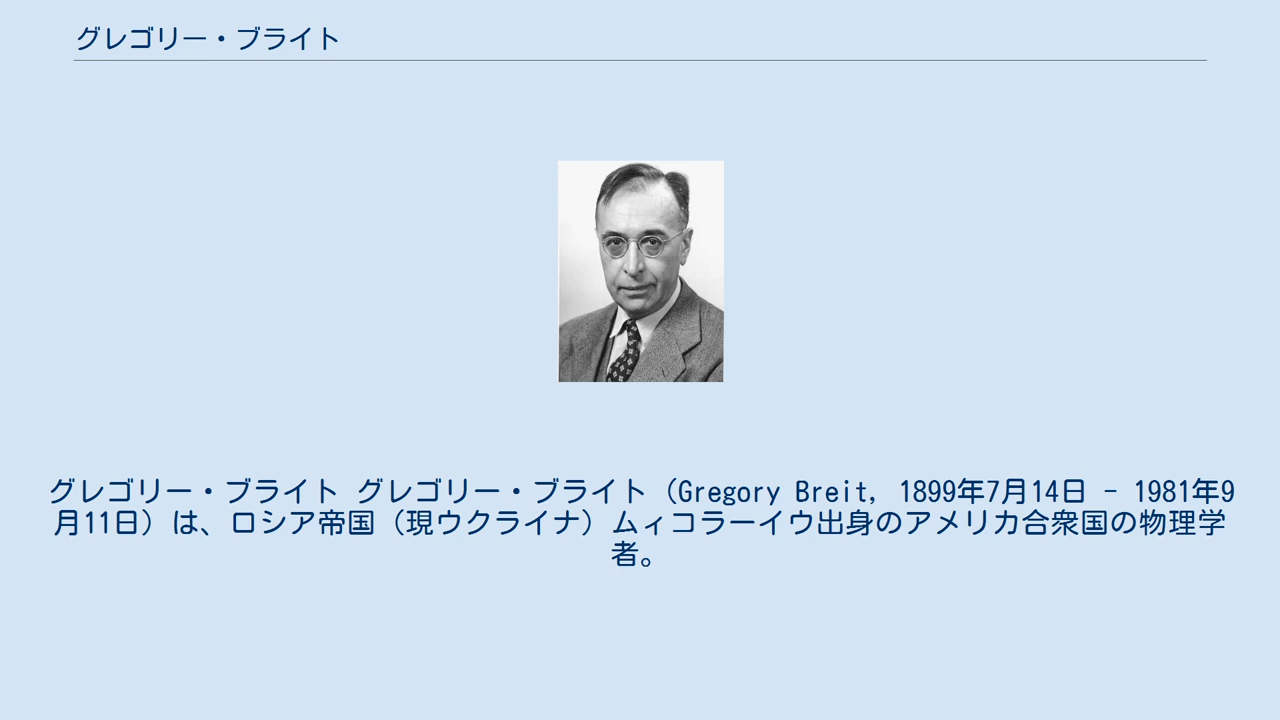 グレゴリー・ブライト
グレゴリー・ブライト グレゴリー・ブライト（Gregory Breit, 1899年7月14日 - 1981年9
月11日）は、ロシア帝国（現ウクライナ）ムィコラーイウ出身のアメリカ合衆国の物理学
者。